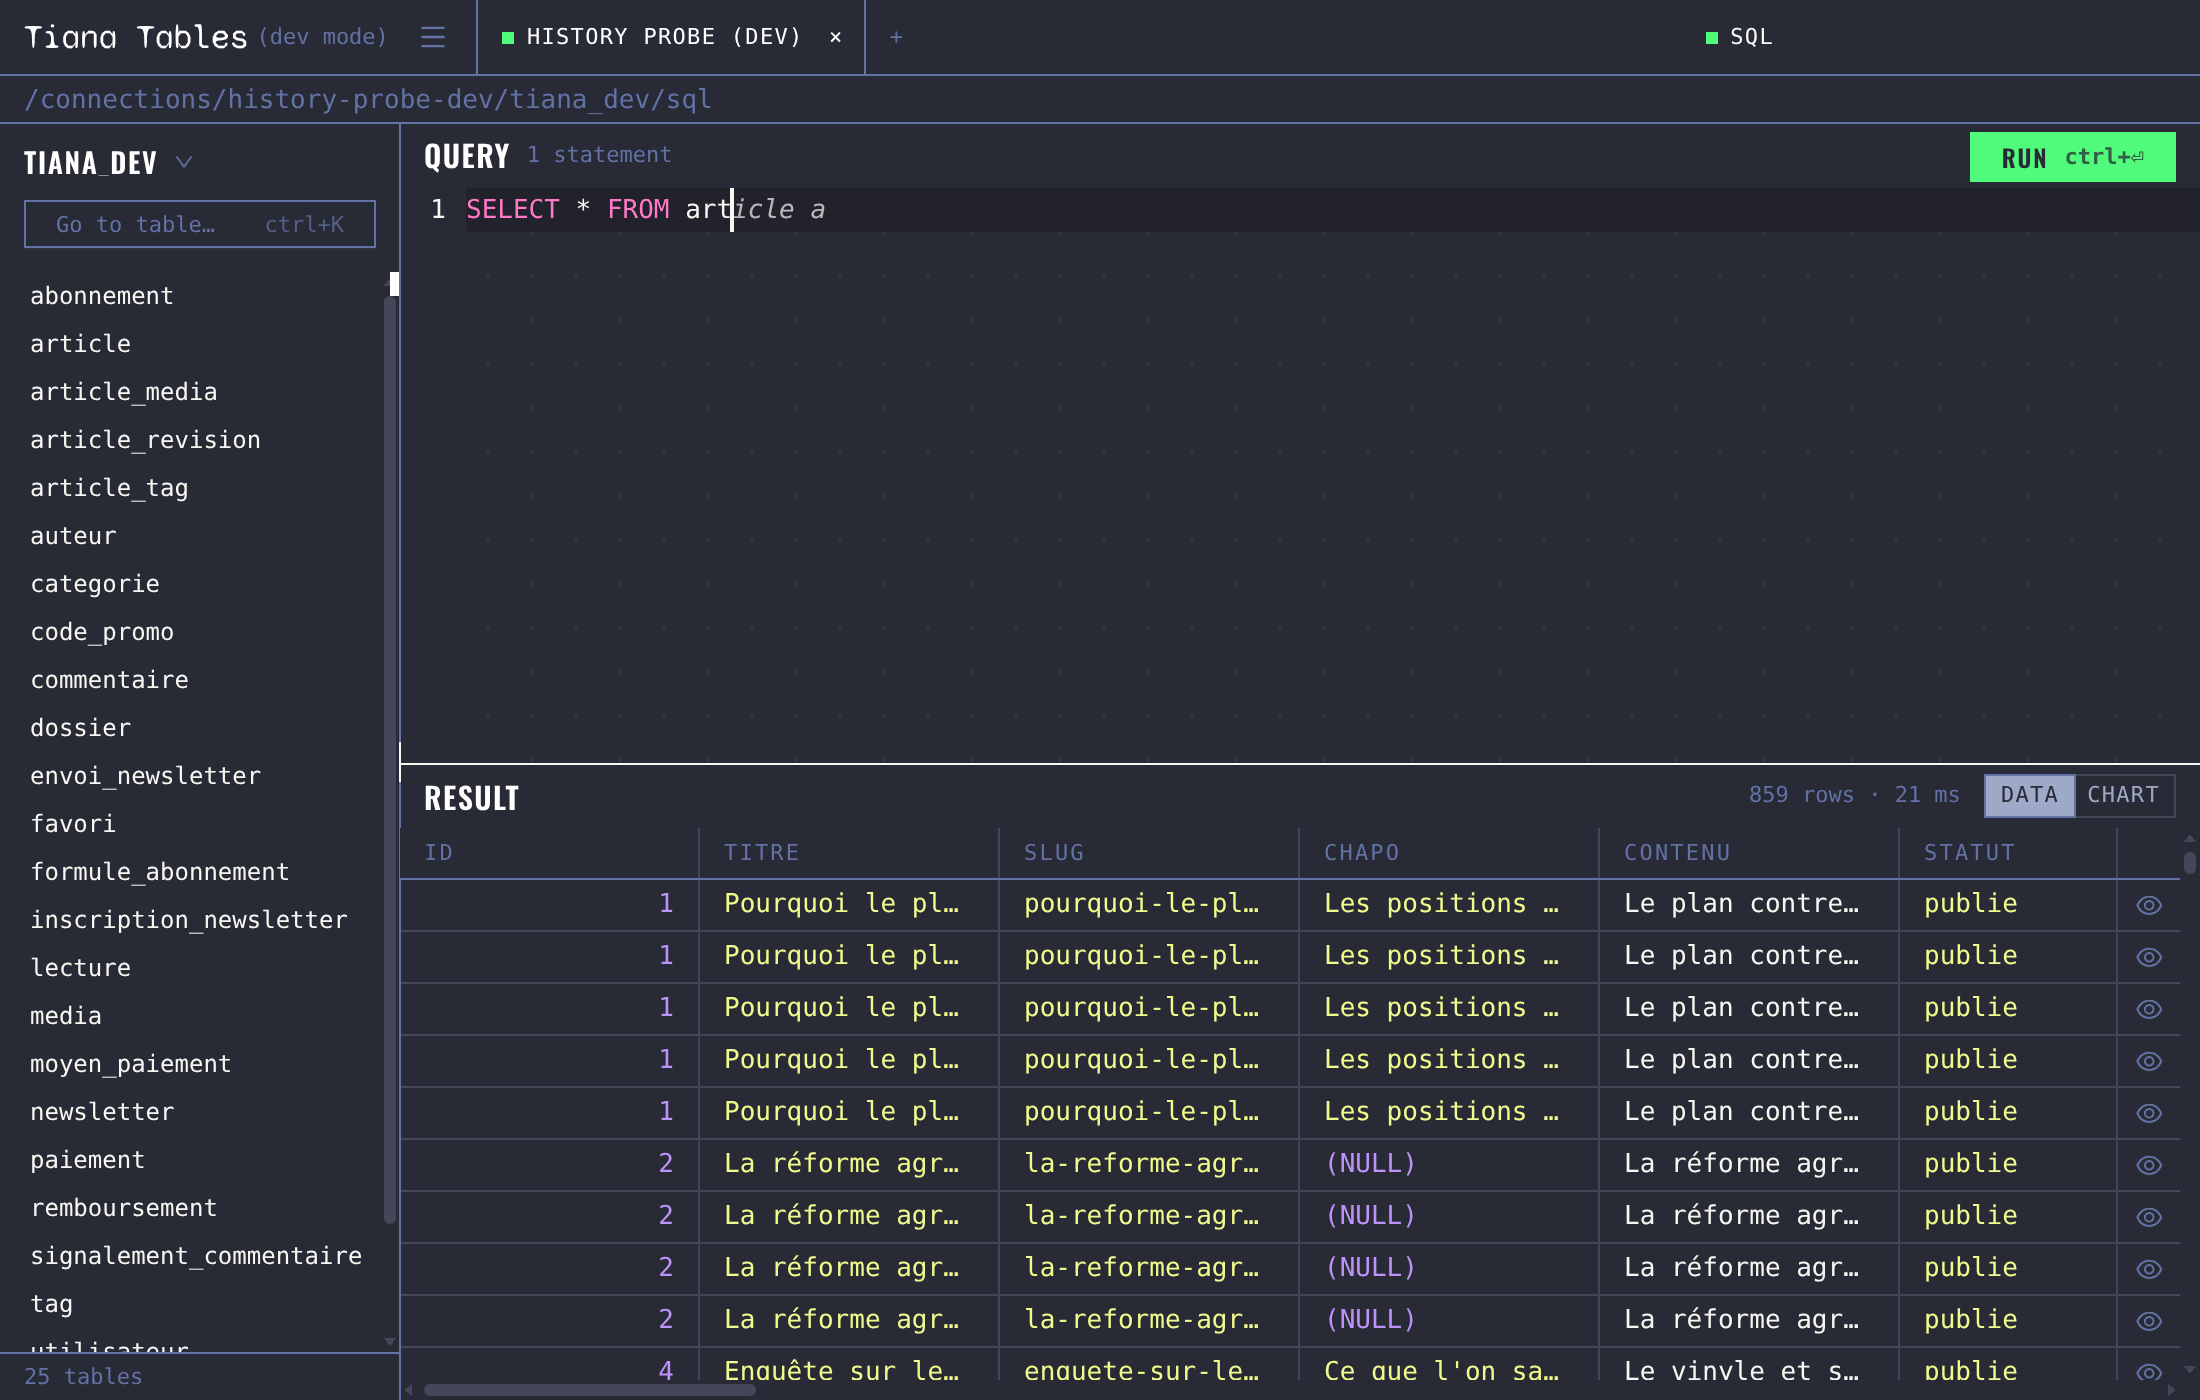 Tiana Tables (dev mode) HISTORY PROBE (DEV) × + SQL
/connections/history-probe-dev/tiana_dev/sql
TIANA_DEV
Go to table… ctrl+K
abonnement
article
article_media
article_revision
article_tag
auteur
categorie
code_promo
commentaire
dossier
envoi_newsletter
favori
formule_abonnement
inscription_newsletter
lecture
media
moyen_paiement
newsletter
paiement
remboursement
signalement_commentaire
tag
utilisateur
25 tables
QUERY 1 statement RUN ctrl+⏎
1 SELECT * FROM article a
RESULT 859 rows · 21 ms DATA CHART
ID TITRE SLUG CHAPO CONTENU STATUT
1 Pourquoi le pl… pourquoi-le-pl… Les positions … Le plan contre… publie
1 Pourquoi le pl… pourquoi-le-pl… Les positions … Le plan contre… publie
1 Pourquoi le pl… pourquoi-le-pl… Les positions … Le plan contre… publie
1 Pourquoi le pl… pourquoi-le-pl… Les positions … Le plan contre… publie
1 Pourquoi le pl… pourquoi-le-pl… Les positions … Le plan contre… publie
2 La réforme agr… la-reforme-agr… (NULL) La réforme agr… publie
2 La réforme agr… la-reforme-agr… (NULL) La réforme agr… publie
2 La réforme agr… la-reforme-agr… (NULL) La réforme agr… publie
2 La réforme agr… la-reforme-agr… (NULL) La réforme agr… publie
4 Enquête sur le… enquete-sur-le… Ce que l'on sa… Le vinyle et s… publie